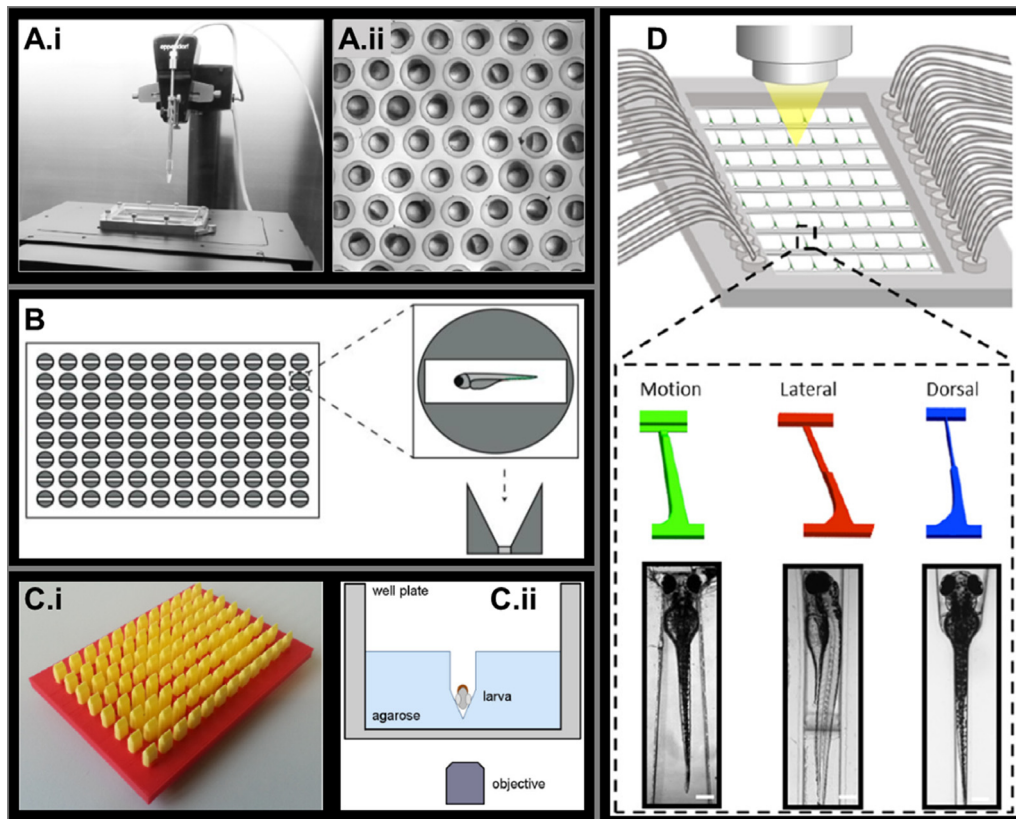 A.i
eppendorf
A.ii
B
C.i
C.ii
well plate
larva
agarose
objective
D
Motion
Lateral
Dorsal